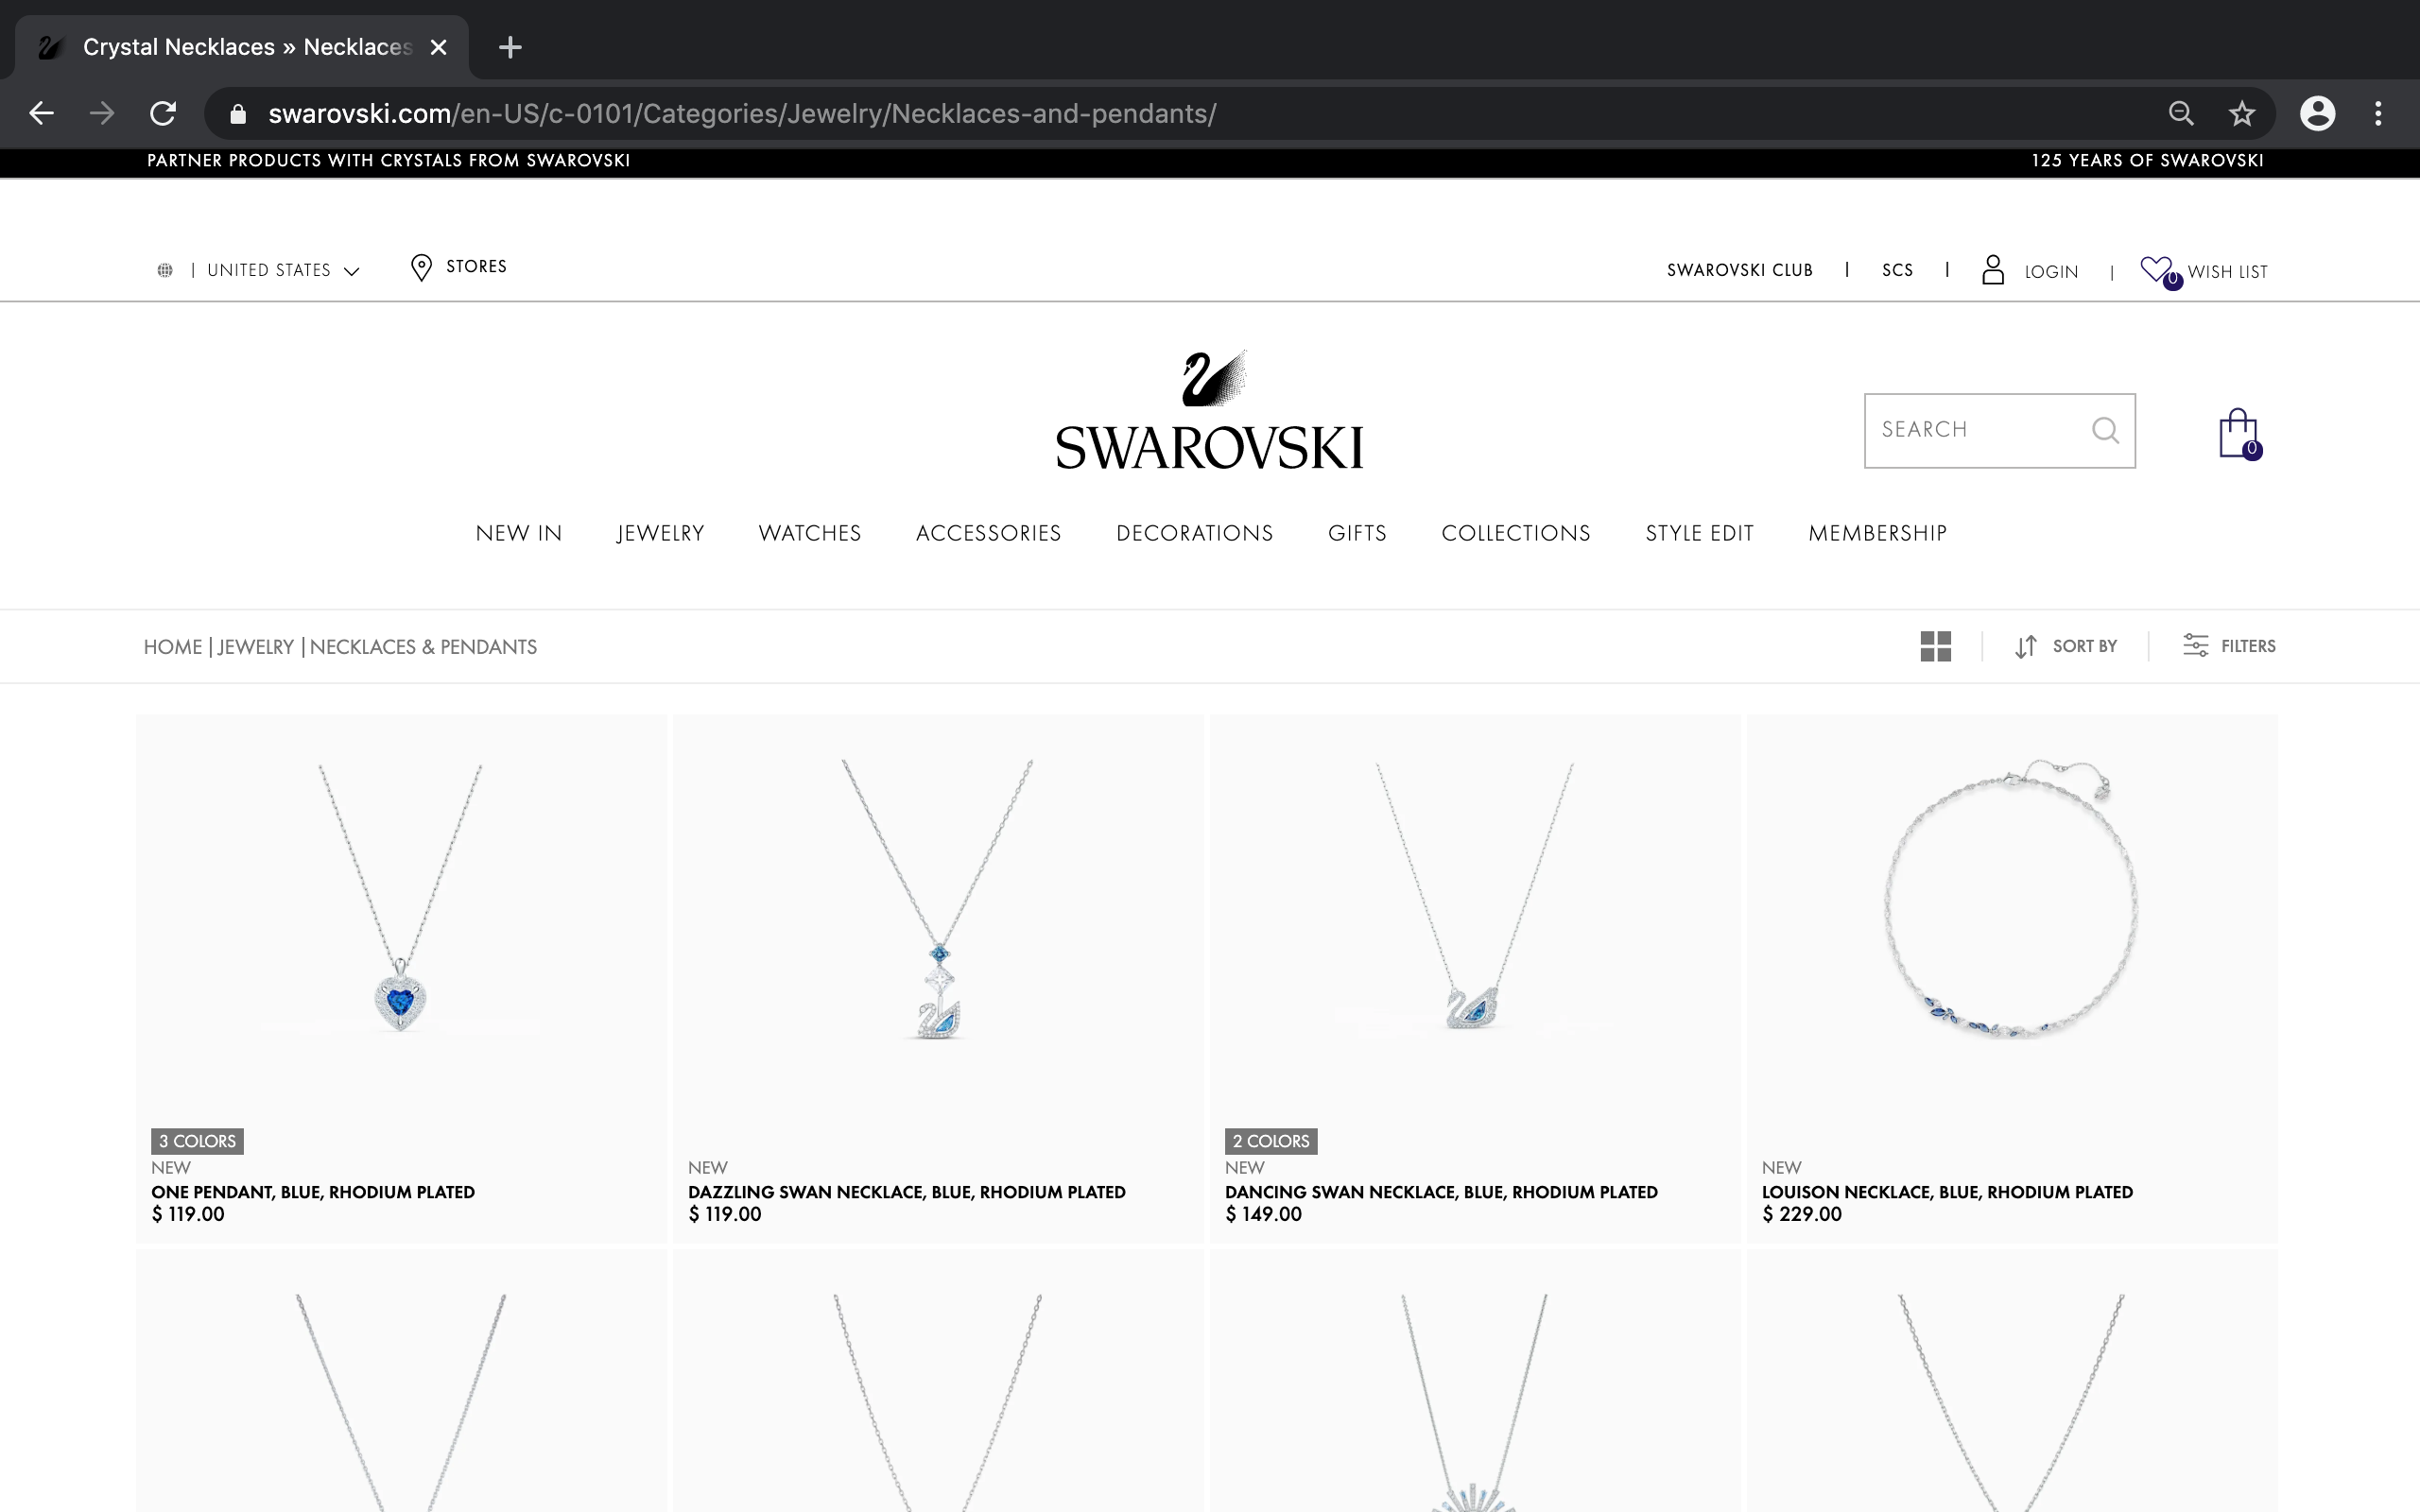 Crystal Necklaces » Necklaces
swarovski.com/en-US/c-0101/Categories/Jewelry/Necklaces-and-pendants/
PARTNER PRODUCTS WITH CRYSTALS FROM SWAROVSKI
125 YEARS OF SWAROVSKI
| UNITED STATES
STORES
SWAROVSKI CLUB | SCS | LOGIN | 0 WISH LIST
SWAROVSKI
SEARCH
0
NEW IN JEWELRY WATCHES ACCESSORIES DECORATIONS GIFTS COLLECTIONS STYLE EDIT MEMBERSHIP
HOME | JEWELRY | NECKLACES & PENDANTS
SORT BY
FILTERS
3 COLORS
NEW
ONE PENDANT, BLUE, RHODIUM PLATED
$ 119.00
NEW
DAZZLING SWAN NECKLACE, BLUE, RHODIUM PLATED
$ 119.00
2 COLORS
NEW
DANCING SWAN NECKLACE, BLUE, RHODIUM PLATED
$ 149.00
NEW
LOUISON NECKLACE, BLUE, RHODIUM PLATED
$ 229.00